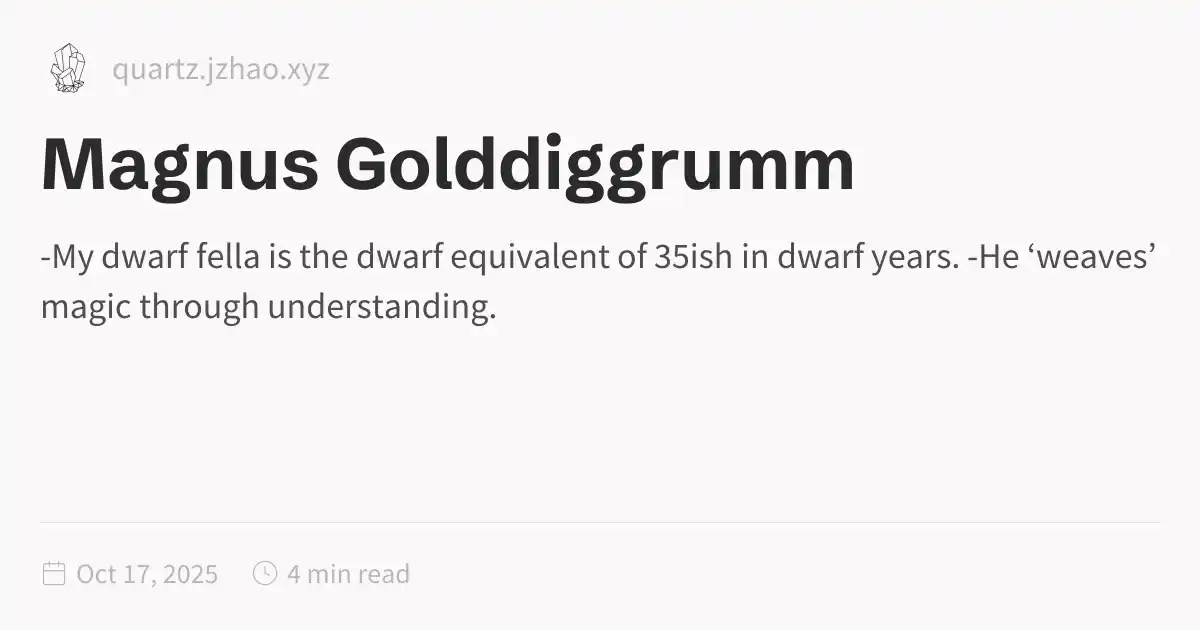 quartz.jzhao.xyz
Magnus Golddiggrumm
-My dwarf fella is the dwarf equivalent of 35ish in dwarf years. -He ‘weaves’
magic through understanding.
Oct 17, 2025 4 min read